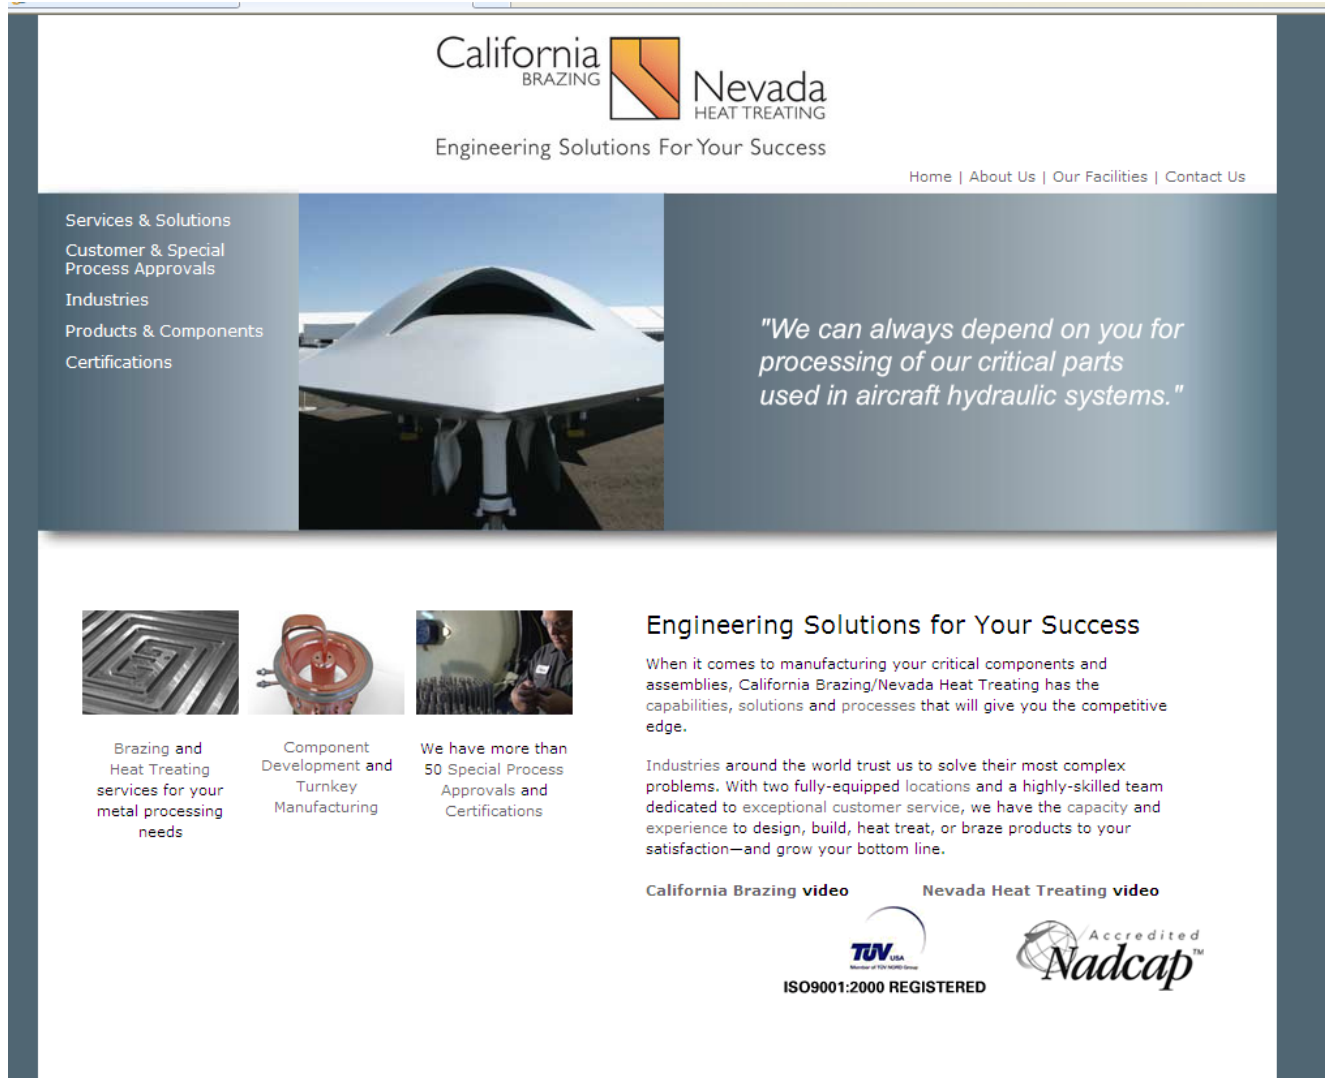 California
BRAZING
Nevada
HEAT TREATING
Engineering Solutions For Your Success
Home | About Us | Our Facilities | Contact Us
Services & Solutions
Customer & Special
Process Approvals
Industries
Products & Components
Certifications
"We can always depend on you for
processing of our critical parts
used in aircraft hydraulic systems."
Brazing and
Heat Treating
services for your
metal processing
needs
Component
Development and
Turnkey
Manufacturing
We have more than
50 Special Process
Approvals and
Certifications
Engineering Solutions for Your Success
When it comes to manufacturing your critical components and
assemblies, California Brazing/Nevada Heat Treating has the
capabilities, solutions and processes that will give you the competitive
edge.
Industries around the world trust us to solve their most complex
problems. With two fully-equipped locations and a highly-skilled team
dedicated to exceptional customer service, we have the capacity and
experience to design, build, heat treat, or braze products to your
satisfaction—and grow your bottom line.
California Brazing video
Nevada Heat Treating video
TÜV USA
Member of TÜV NORD Group
ISO9001:2000 REGISTERED
Accredited
Nadcap™